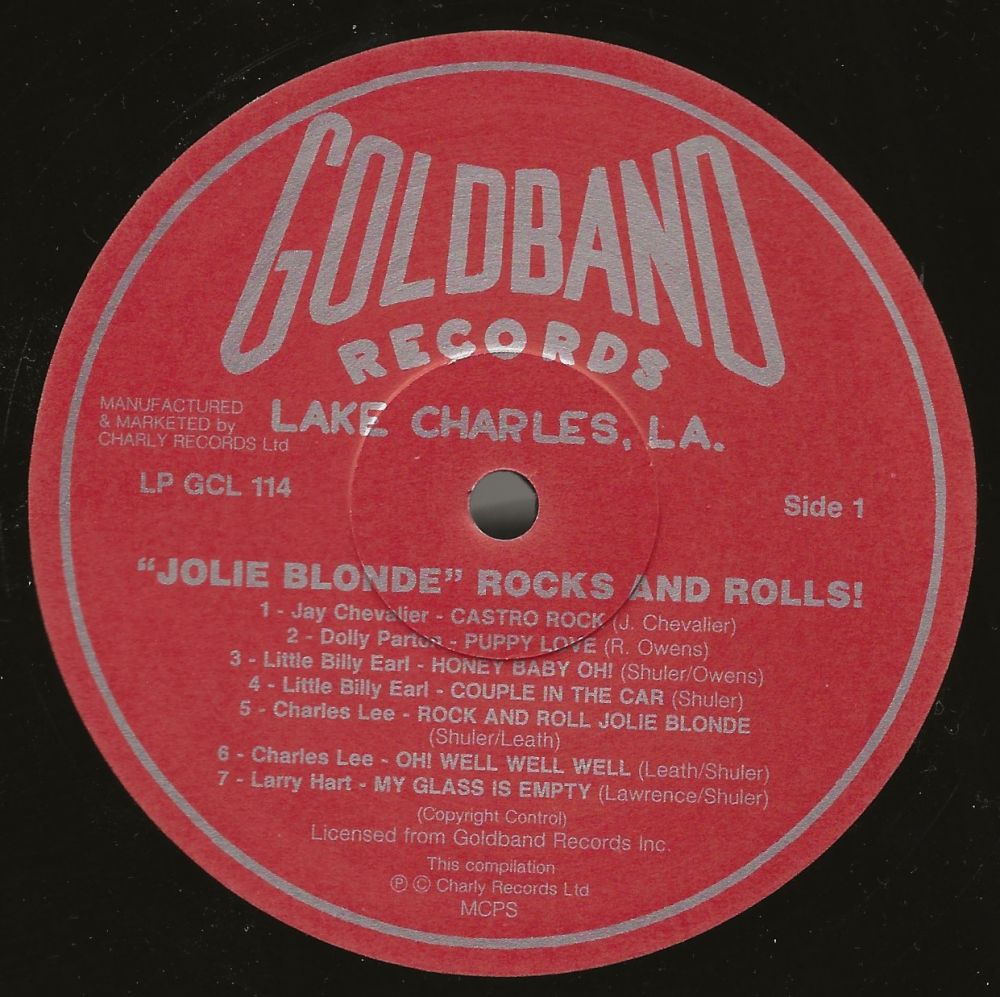 GOLDBAND
RECORDS
LAKE CHARLES, LA.
MANUFACTURED
& MARKETED by
CHARLY RECORDS Ltd
LP GCL 114
Side 1
“JOLIE BLONDE” ROCKS AND ROLLS!
1 - Jay Chevalier - CASTRO ROCK (J. Chevalier)
2 - Dolly Parton - PUPPY LOVE (R. Owens)
3 - Little Billy Earl - HONEY BABY OH! (Shuler/Owens)
4 - Little Billy Earl - COUPLE IN THE CAR (Shuler)
5 - Charles Lee - ROCK AND ROLL JOLIE BLONDE
(Shuler/Leath)
6 - Charles Lee - OH! WELL WELL WELL (Leath/Shuler)
7 - Larry Hart - MY GLASS IS EMPTY (Lawrence/Shuler)
(Copyright Control)
Licensed from Goldband Records Inc.
This compilation
℗ © Charly Records Ltd
MCPS